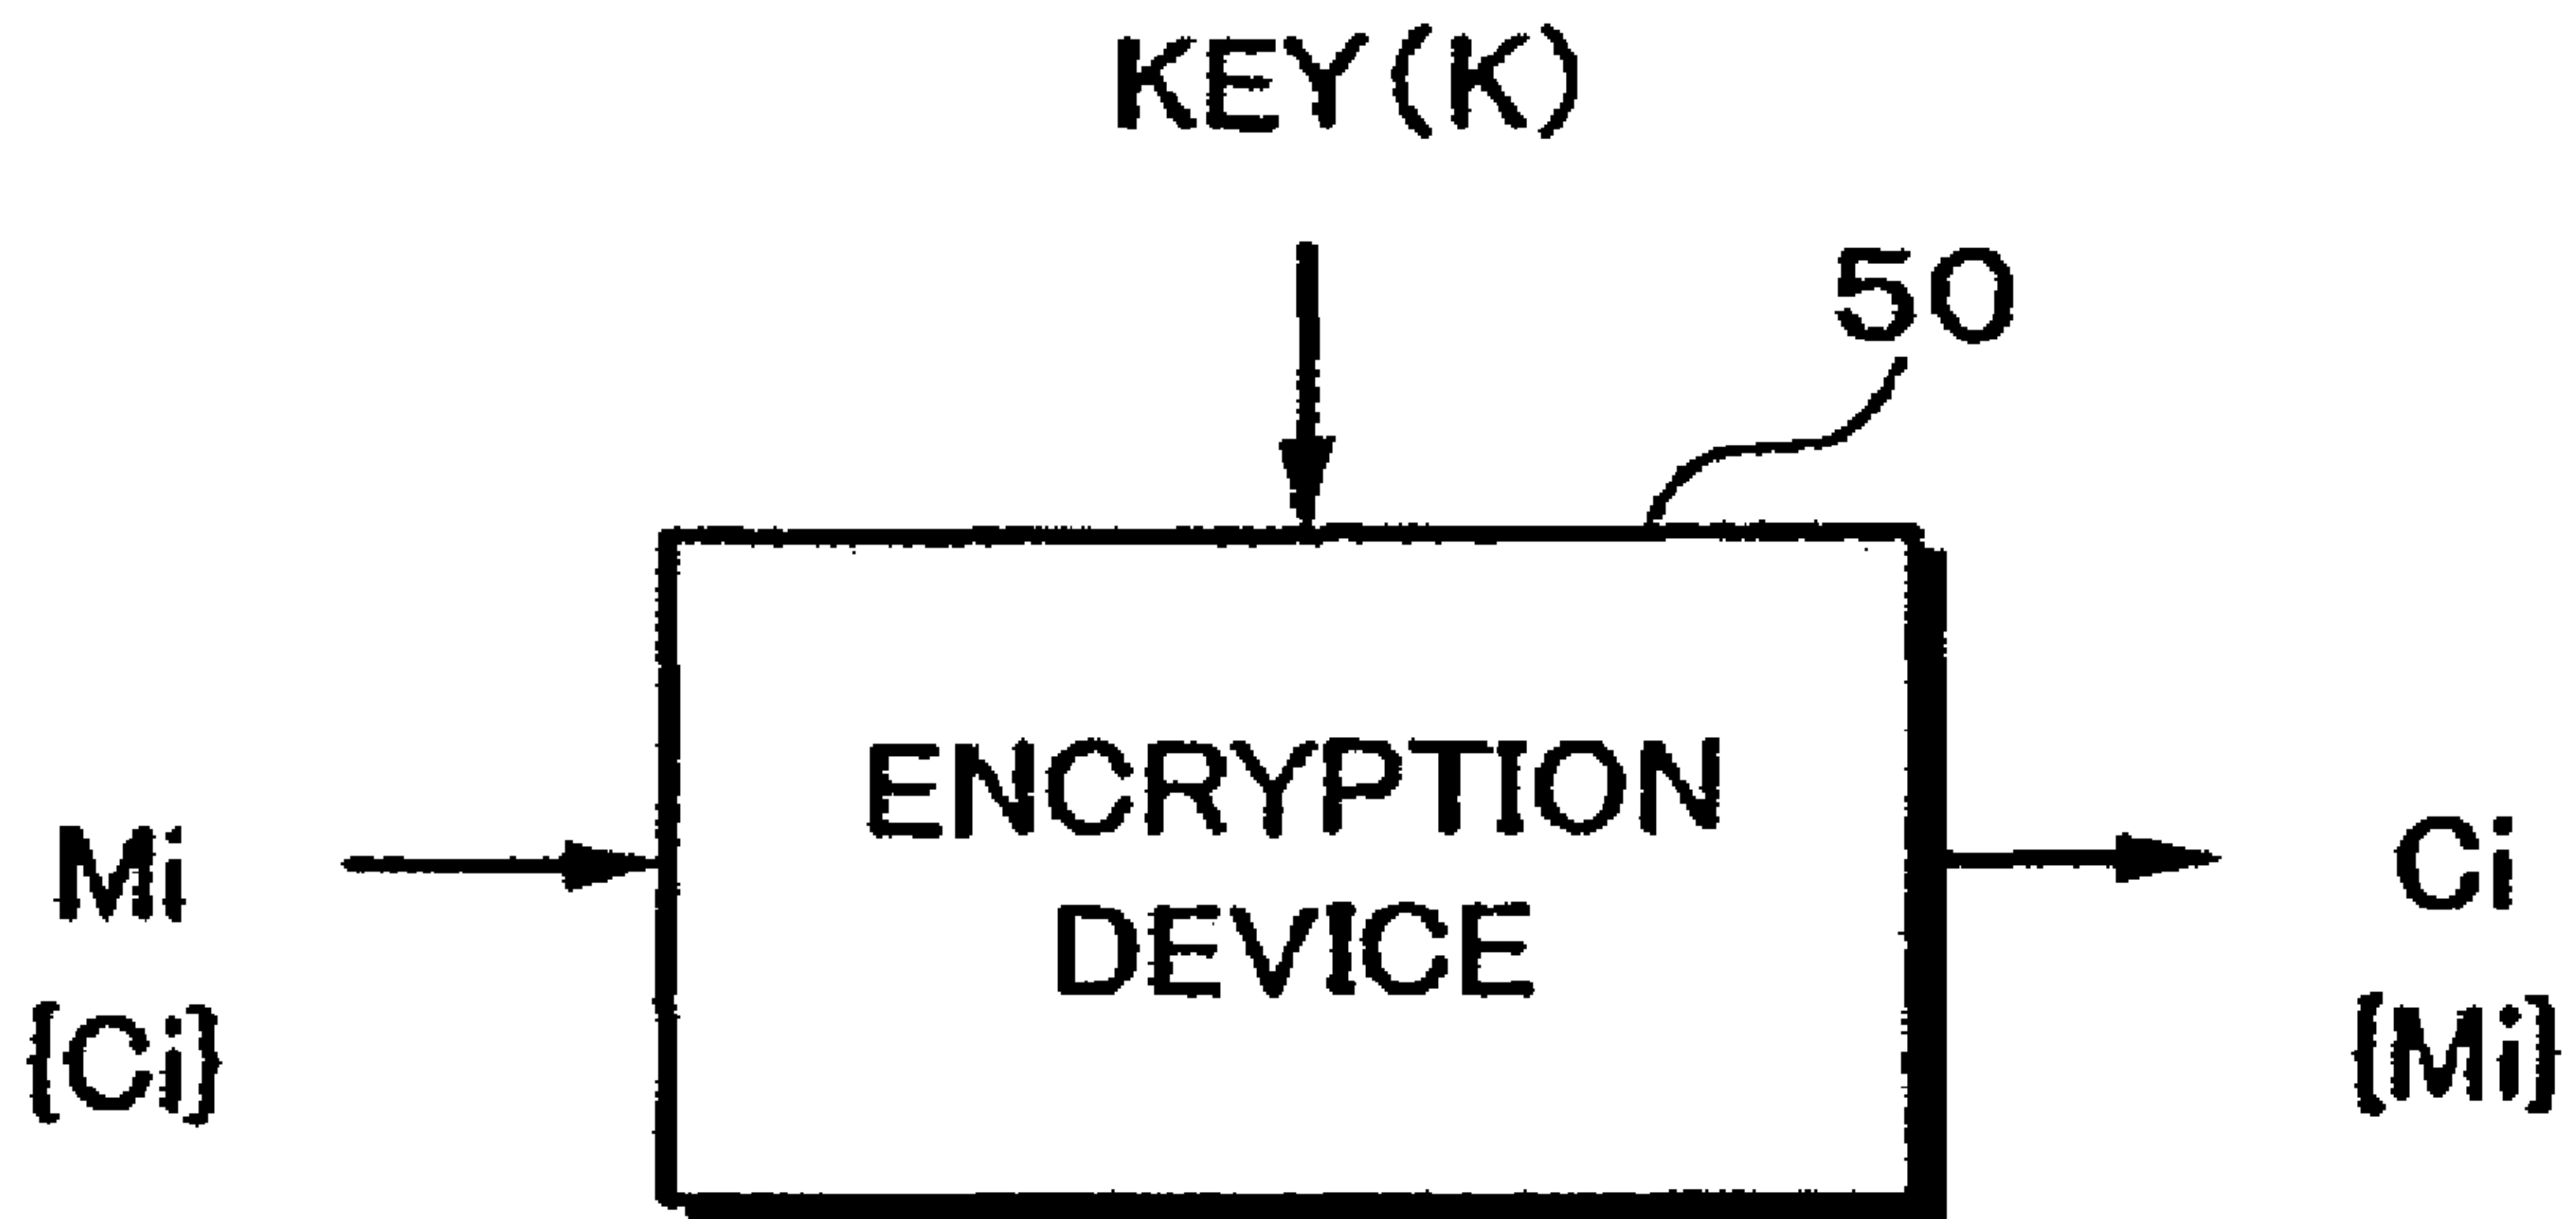 KEY(K)
50
ENCRYPTION
DEVICE
Mi
{Ci}
Ci
{Mi}